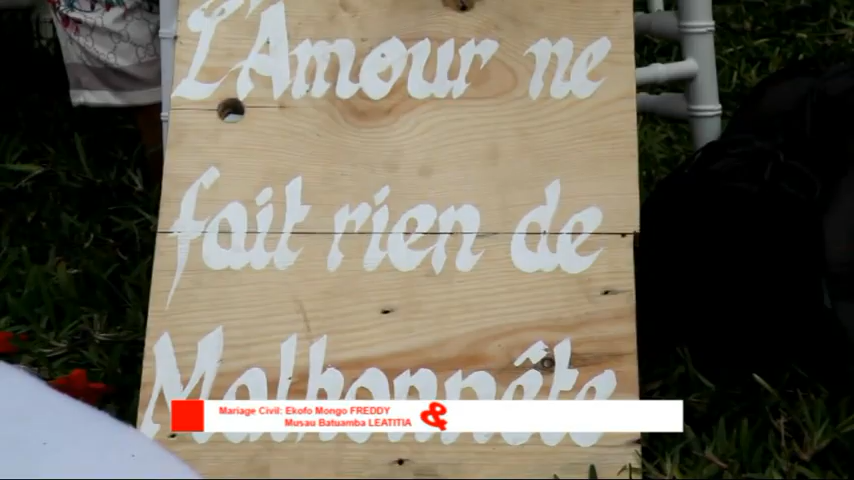 L'Amour ne
fait rien de
Malhonnête
Mariage Civil: Ekofo Mongo FREDDY
Musau Batuamba LEATITIA &